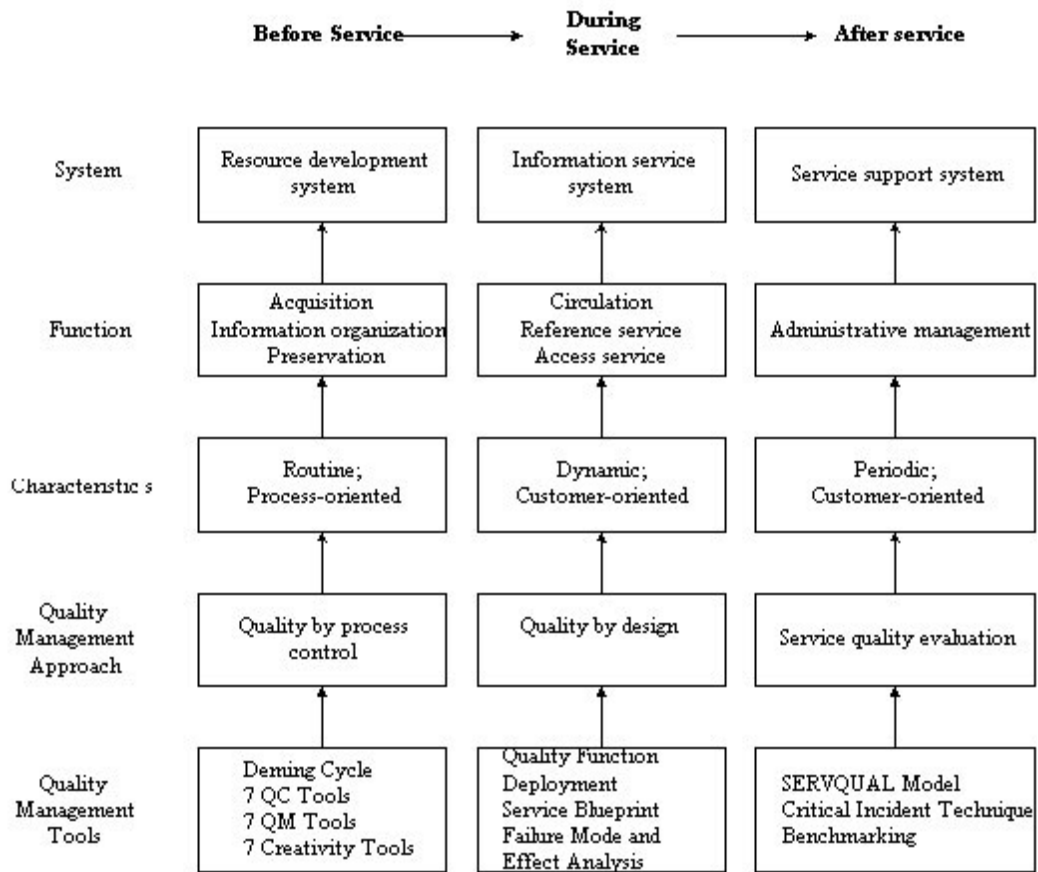 Before Service
During
Service
After service
System
Resource development
system
Information service
system
Service support system
Function
Acquisition
Information organization
Preservation
Circulation
Reference service
Access service
Administrative management
Characteristic s
Routine;
Process-oriented
Dynamic;
Customer-oriented
Periodic;
Customer-oriented
Quality
Management
Approach
Quality by process
control
Quality by design
Service quality evaluation
Quality
Management
Tools
Deming Cycle
7 QC Tools
7 QM Tools
7 Creativity Tools
Quality Function
Deployment
Service Blueprint
Failure Mode and
Effect Analysis
SERVQUAL Model
Critical Incident Technique
Benchmarking